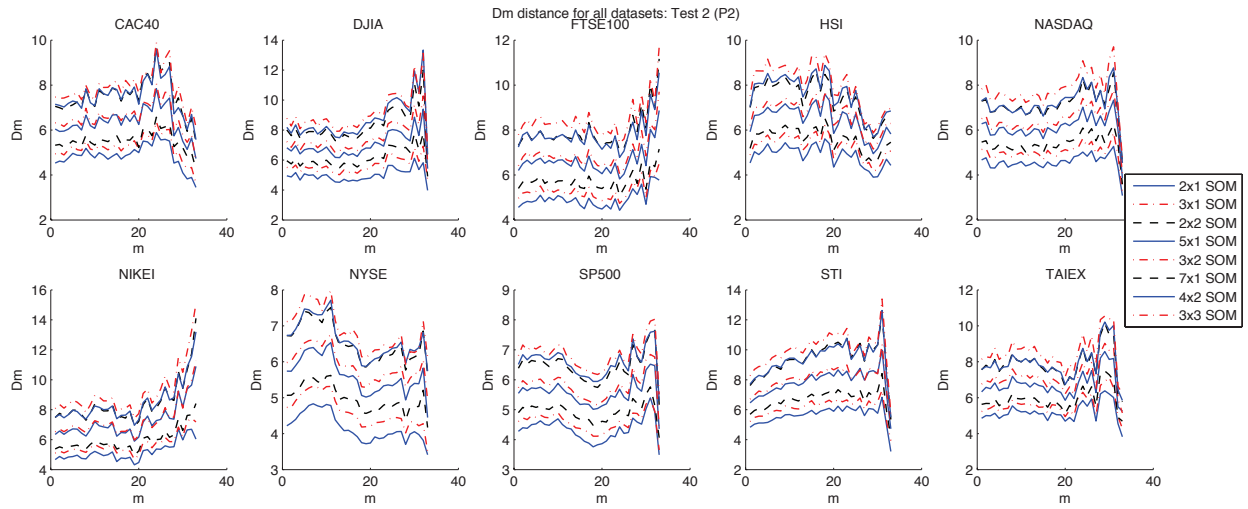 Dm distance for all datasets: Test 2 (P2)
CAC40
DJIA
FTSE100
HSI
NASDAQ
10
8
6
4
2
Dm
0 20 40
m
14
12
10
8
6
4
2
Dm
0 20 40
m
12
10
8
6
4
Dm
0 20 40
m
10
8
6
4
2
Dm
0 20 40
m
10
8
6
4
2
Dm
0 20 40
m
2x1 SOM
3x1 SOM
2x2 SOM
5x1 SOM
3x2 SOM
7x1 SOM
4x2 SOM
3x3 SOM
NIKEI
NYSE
SP500
STI
TAIEX
16
14
12
10
8
6
4
Dm
0 20 40
m
8
7
6
5
4
3
Dm
0 20 40
m
9
8
7
6
5
4
3
Dm
0 20 40
m
14
12
10
8
6
4
2
Dm
0 20 40
m
12
10
8
6
4
2
Dm
0 20 40
m